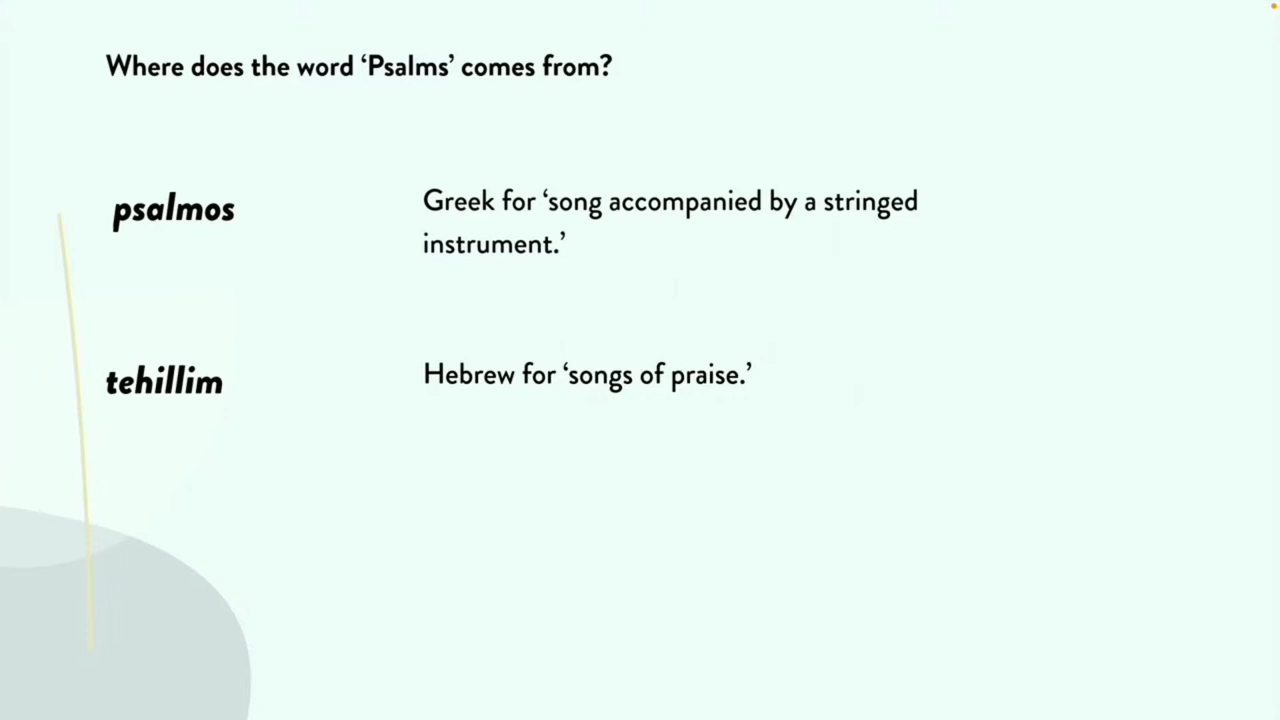 Where does the word ‘Psalms’ comes from?
psalmos
Greek for ‘song accompanied by a stringed
instrument.’
tehillim
Hebrew for ‘songs of praise.’